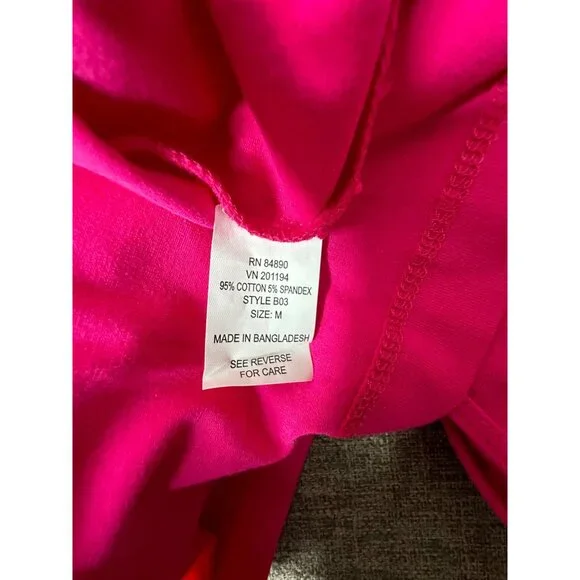 RN 84890
VN 201194
95% COTTON 5% SPANDEX
STYLE B03
SIZE: M
MADE IN BANGLADESH
SEE REVERSE
FOR CARE